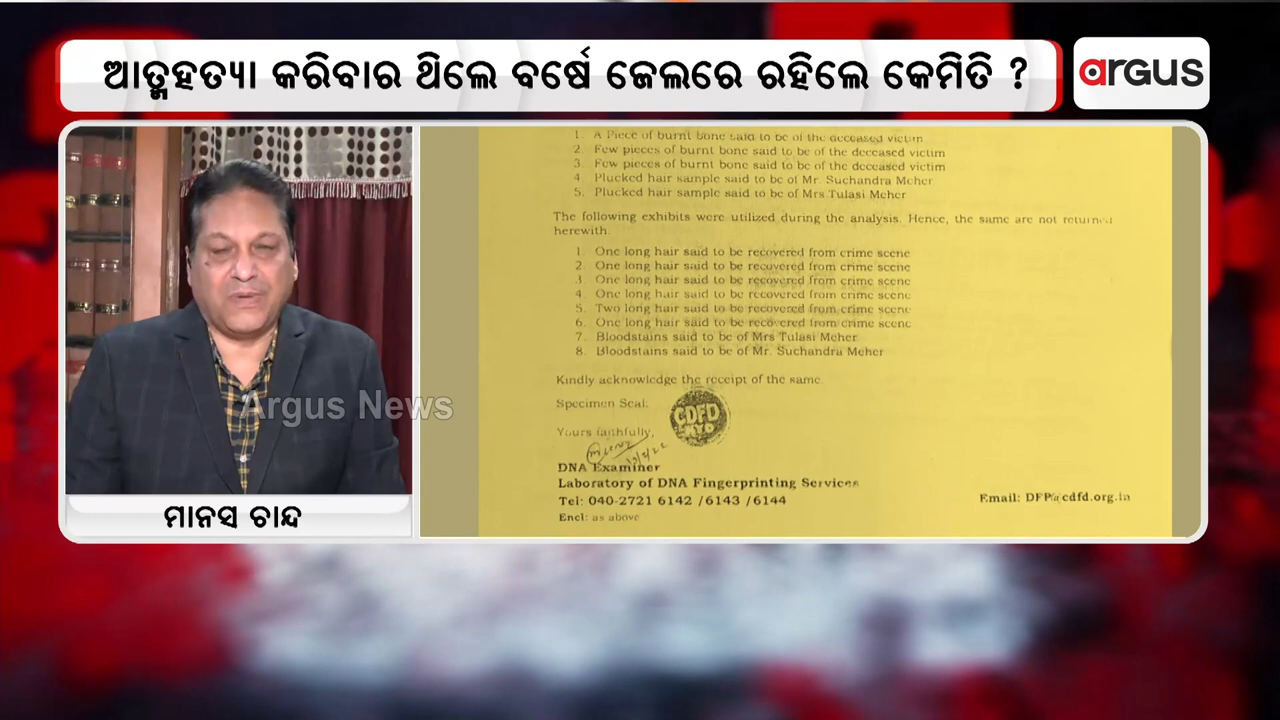 ଆତ୍ମହତ୍ୟା କରିବାର ଥିଲେ ବର୍ଷେ ଜେଲରେ ରହିଲେ କେମିତି ?
argus
1. A Piece of burnt bone said to be of the deceased victim
2. Few pieces of burnt bone said to be of the deceased victim
3. Few pieces of burnt bone said to be of the deceased victim
4. Plucked hair sample said to be of Mr. Suchandra Meher
5. Plucked hair sample said to be of Mrs Tulasi Meher
The following exhibits were utilized during the analysis. Hence, the same are not returned
herewith.
1. One long hair said to be recovered from crime scene
2. One long hair said to be recovered from crime scene
3. One long hair said to be recovered from crime scene
4. One long hair said to be recovered from crime scene
5. Two long hair said to be recovered from crime scene
6. One long hair said to be recovered from crime scene
7. Bloodstains said to be of Mrs Tulasi Meher
8. Bloodstains said to be of Mr. Suchandra Meher
Kindly acknowledge the receipt of the same.
Specimen Seal.
CDFD
HYD
Yours faithfully,
DNA Examiner
Laboratory of DNA Fingerprinting Services
Tel: 040-2721 6142 /6143 /6144
Email: DFP@cdfd.org.in
Encl: as above
Argus News
ମାନସ ଚାନ୍ଦ